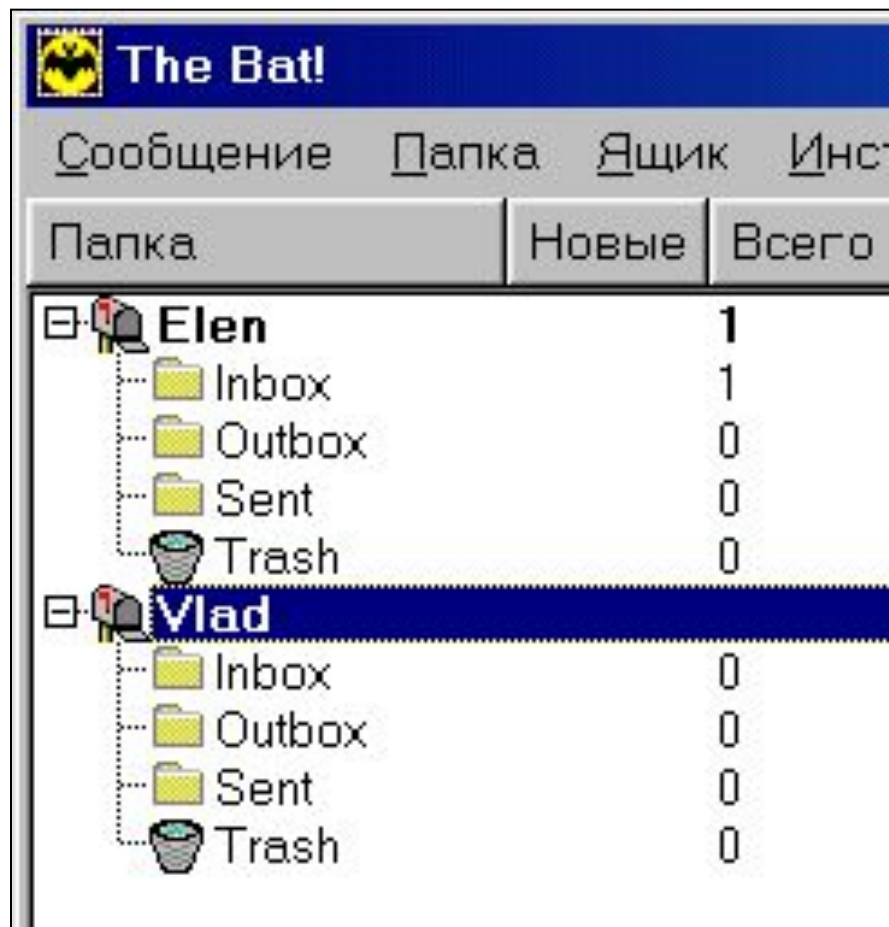 The Bat!
Сообщение Папка Ящик Инст
Папка Новые Всего
Elen 1
Inbox 1
Outbox 0
Sent 0
Trash 0
Vlad
Inbox 0
Outbox 0
Sent 0
Trash 0